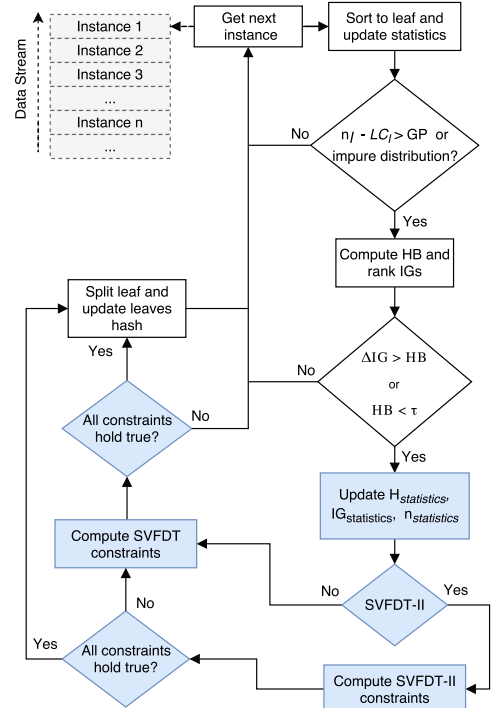 Data Stream
Instance 1
Instance 2
Instance 3
...
Instance n
...
Get next
instance
Sort to leaf and
update statistics
n_l - LC_l > GP or
impure distribution?
No
Yes
Compute HB and
rank IGs
Split leaf and
update leaves
hash
ΔIG > HB
or
HB < τ
No
Yes
Yes
All constraints
hold true?
No
Update H_statistics,
IG_statistics, n_statistics
Compute SVFDT
constraints
SVFDT-II
No
Yes
No
Yes
All constraints
hold true?
Compute SVFDT-II
constraints